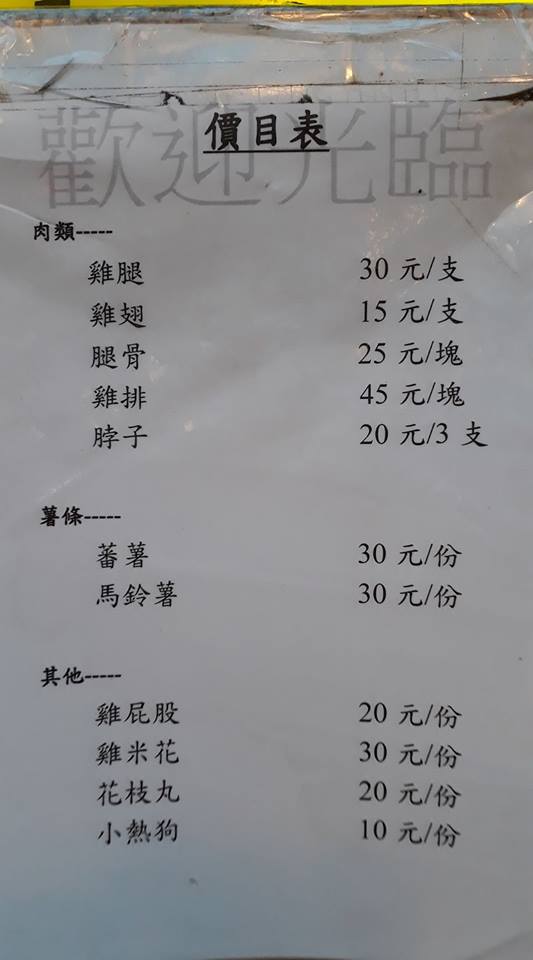 歡迎光臨
價目表
肉類-----
雞腿 30 元/支
雞翅 15 元/支
腿骨 25 元/塊
雞排 45 元/塊
脖子 20 元/3 支
薯條-----
蕃薯 30 元/份
馬鈴薯 30 元/份
其他-----
雞屁股 20 元/份
雞米花 30 元/份
花枝丸 20 元/份
小熱狗 10 元/份